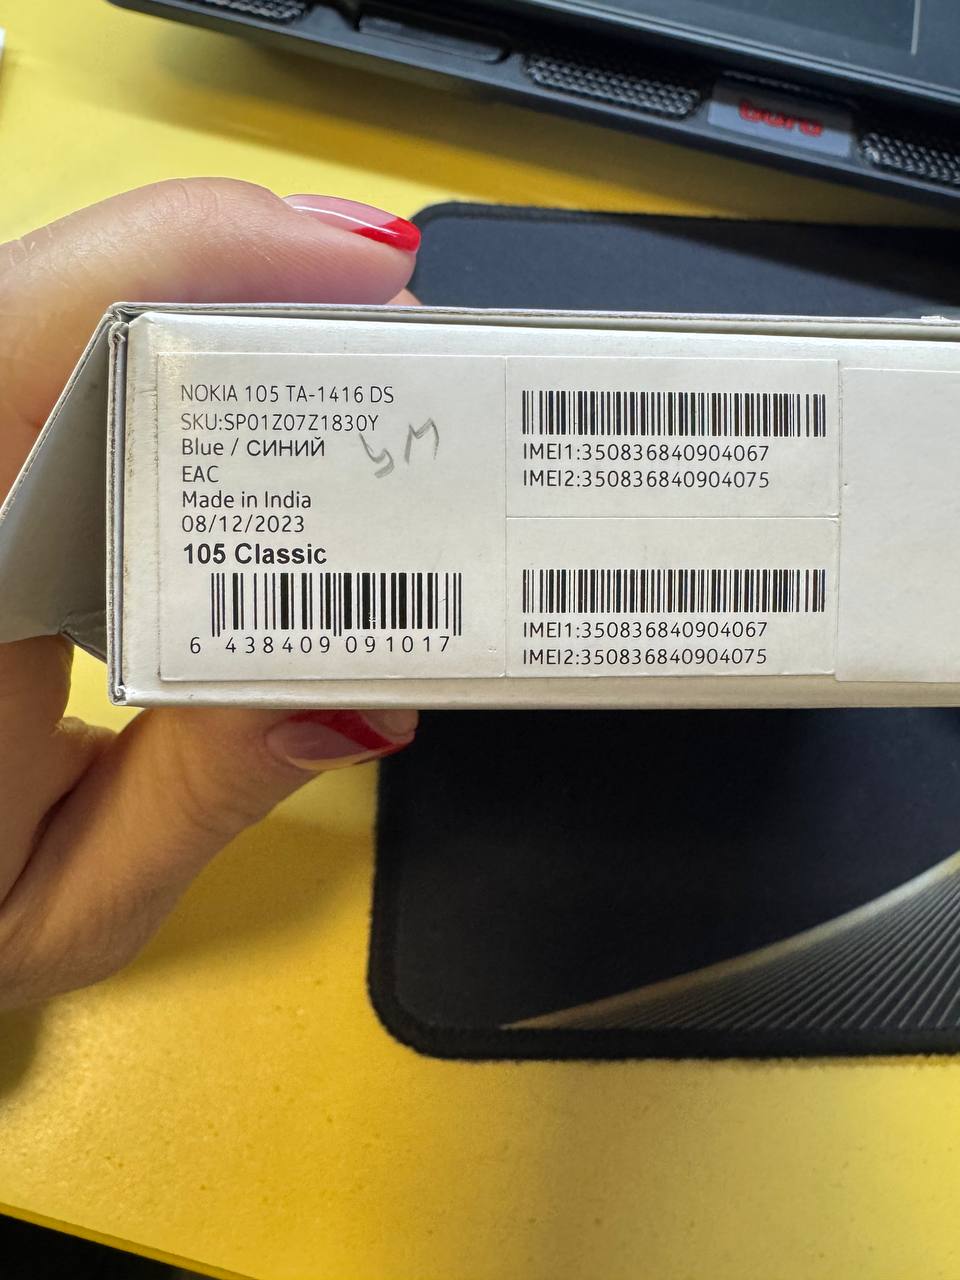 buro
NOKIA 105 TA-1416 DS
SKU:SP01Z07Z1830Y
Blue / СИНИЙ
EAC
Made in India
08/12/2023
105 Classic
6 438409 091017
IMEI1:350836840904067
IMEI2:350836840904075
IMEI1:350836840904067
IMEI2:350836840904075